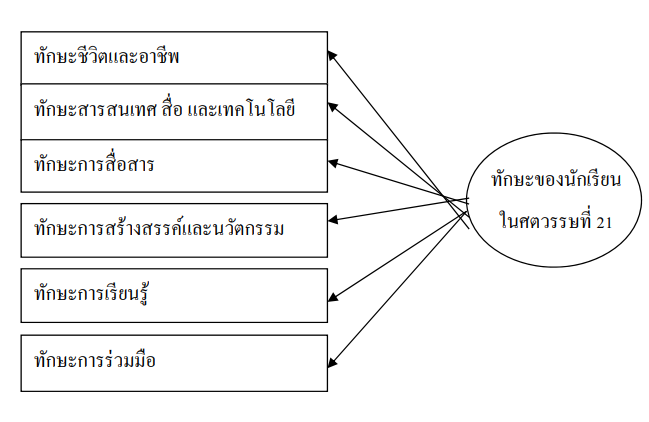 ทักษะชีวิตและอาชีพ
ทักษะสารสนเทศ สื่อ และเทคโนโลยี
ทักษะการสื่อสาร
ทักษะการสร้างสรรค์และนวัตกรรม
ทักษะการเรียนรู้
ทักษะการร่วมมือ
ทักษะของนักเรียน
ในศตวรรษที่ 21